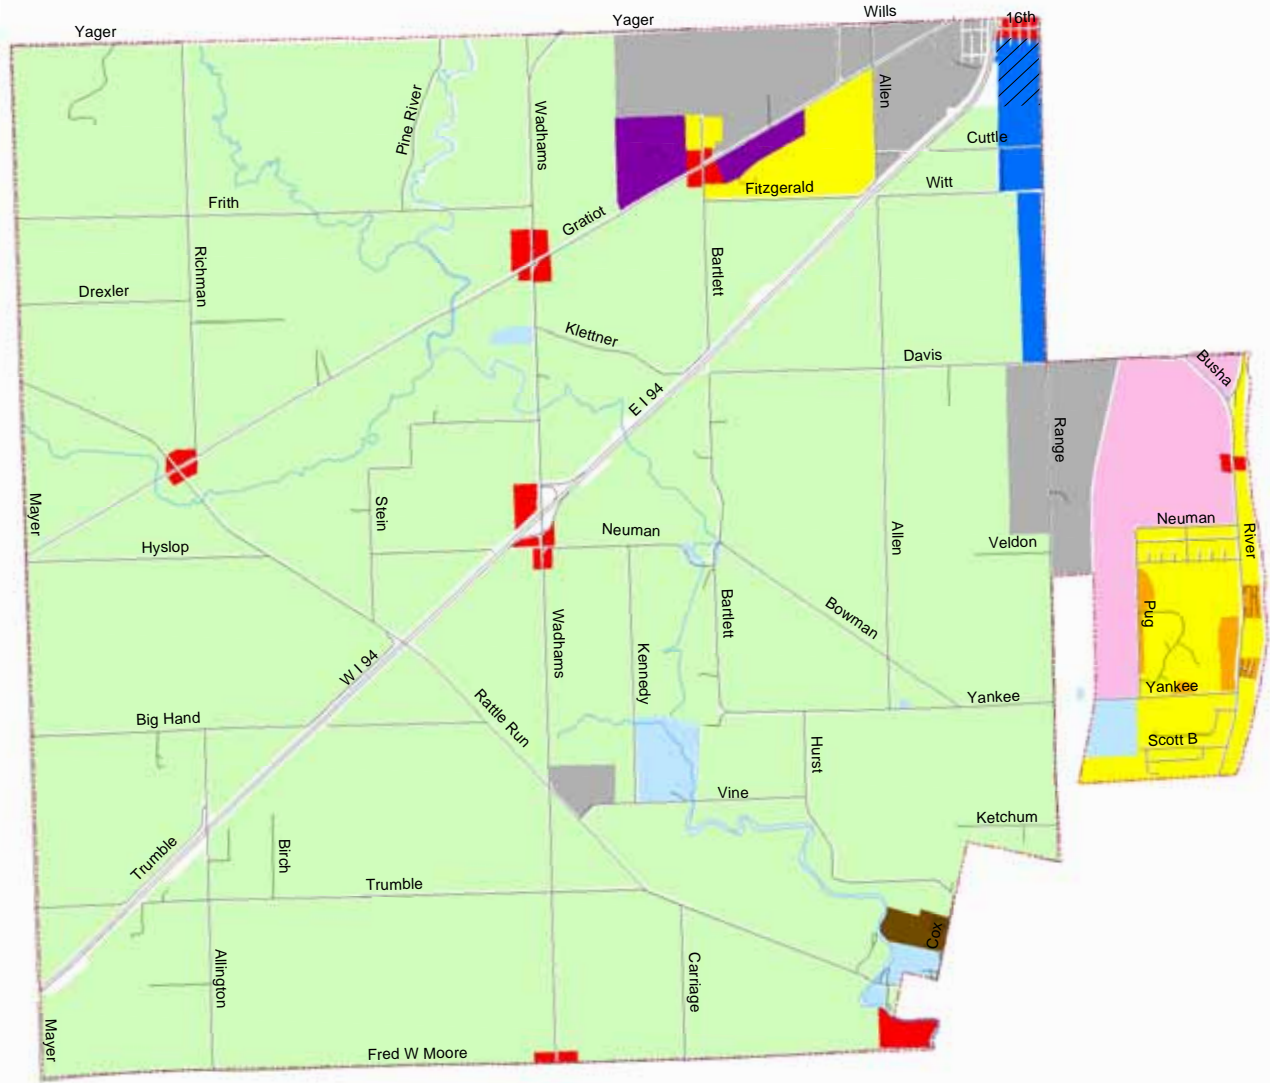 Yager
Yager
Wills
16th
Pine River
Wadhams
Allen
Cuttle
Frith
Fitzgerald
Witt
Gratiot
Richman
Bartlett
Drexler
Klettner
Davis
Busha
E I 94
Range
Mayer
Stein
Neuman
Allen
Neuman
River
Hyslop
Veldon
Bartlett
Bowman
Pug
Wadhams
Kennedy
W I 94
Yankee
Yankee
Rattle Run
Big Hand
Hurst
Scott B
Vine
Ketchum
Trumble
Birch
Trumble
Cox
Allington
Carriage
Mayer
Fred W Moore